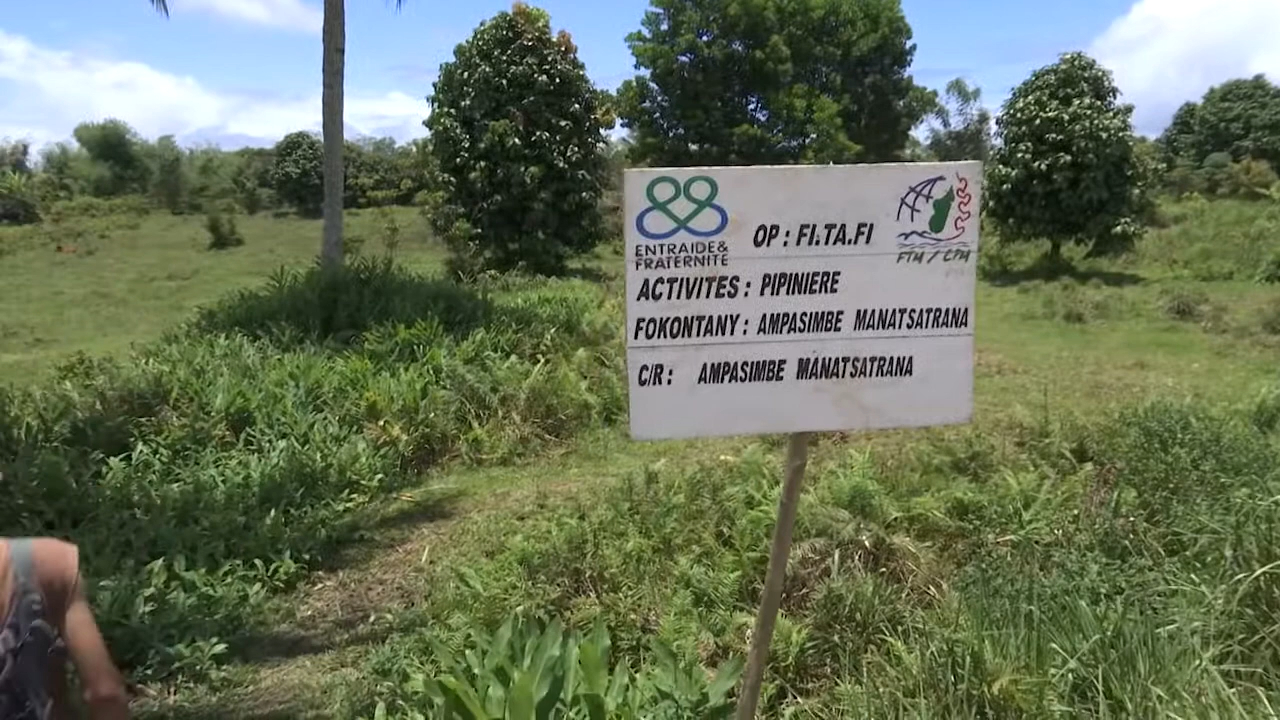 ENTRAIDE&
FRATERNITE
OP : FI.TA.FI
FTM / CPM
ACTIVITES : PIPINIERE
FOKONTANY : AMPASIMBE MANATSATRANA
C/R : AMPASIMBE MANATSATRANA